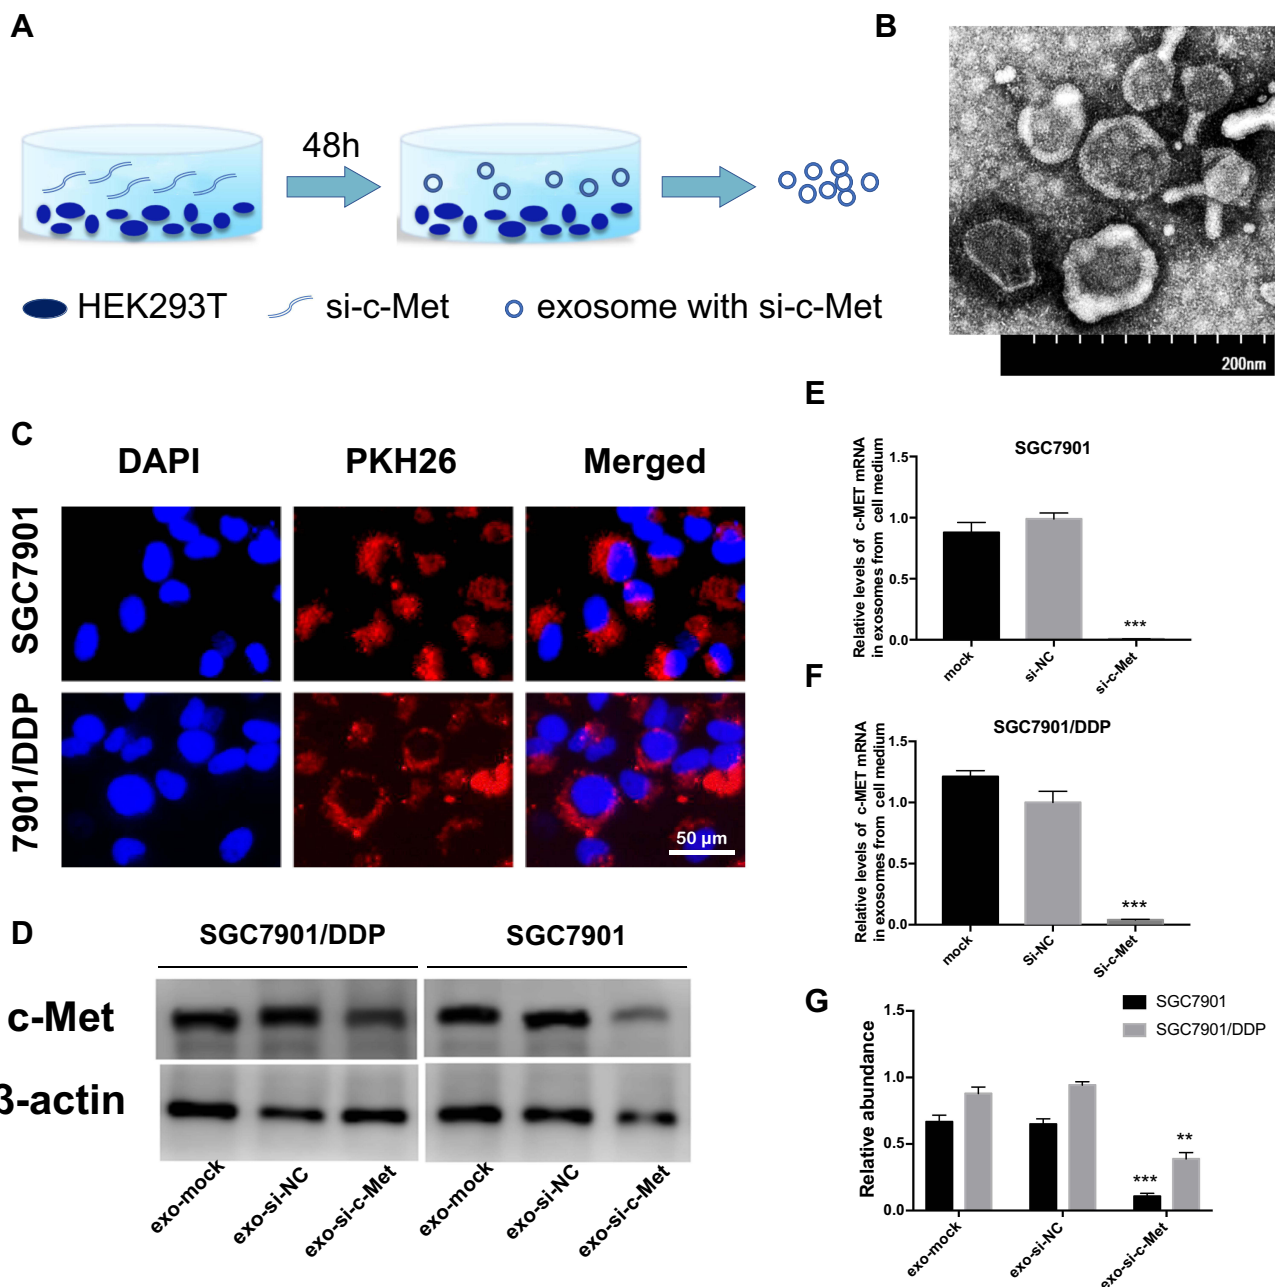 A
B
48h
HEK293T
si-c-Met
exosome with si-c-Met
200nm
C
DAPI
PKH26
Merged
SGC7901
7901/DDP
50 µm
D
SGC7901/DDP
SGC7901
c-Met
β-actin
exo-mock
exo-si-NC
exo-si-c-Met
exo-mock
exo-si-NC
exo-si-c-Met
E
SGC7901
Relative levels of c-MET mRNA
in exosomes from cell medium
1.5
1.0
0.5
0.0
***
mock
si-NC
si-c-Met
F
SGC7901/DDP
Relative levels of c-MET mRNA
in exosomes from cell medium
1.5
1.0
0.5
0.0
***
mock
Si-NC
Si-c-Met
G
SGC7901
SGC7901/DDP
Relative abundance
1.5
1.0
0.5
0.0
***
**
exo-mock
exo-si-NC
exo-si-c-Met